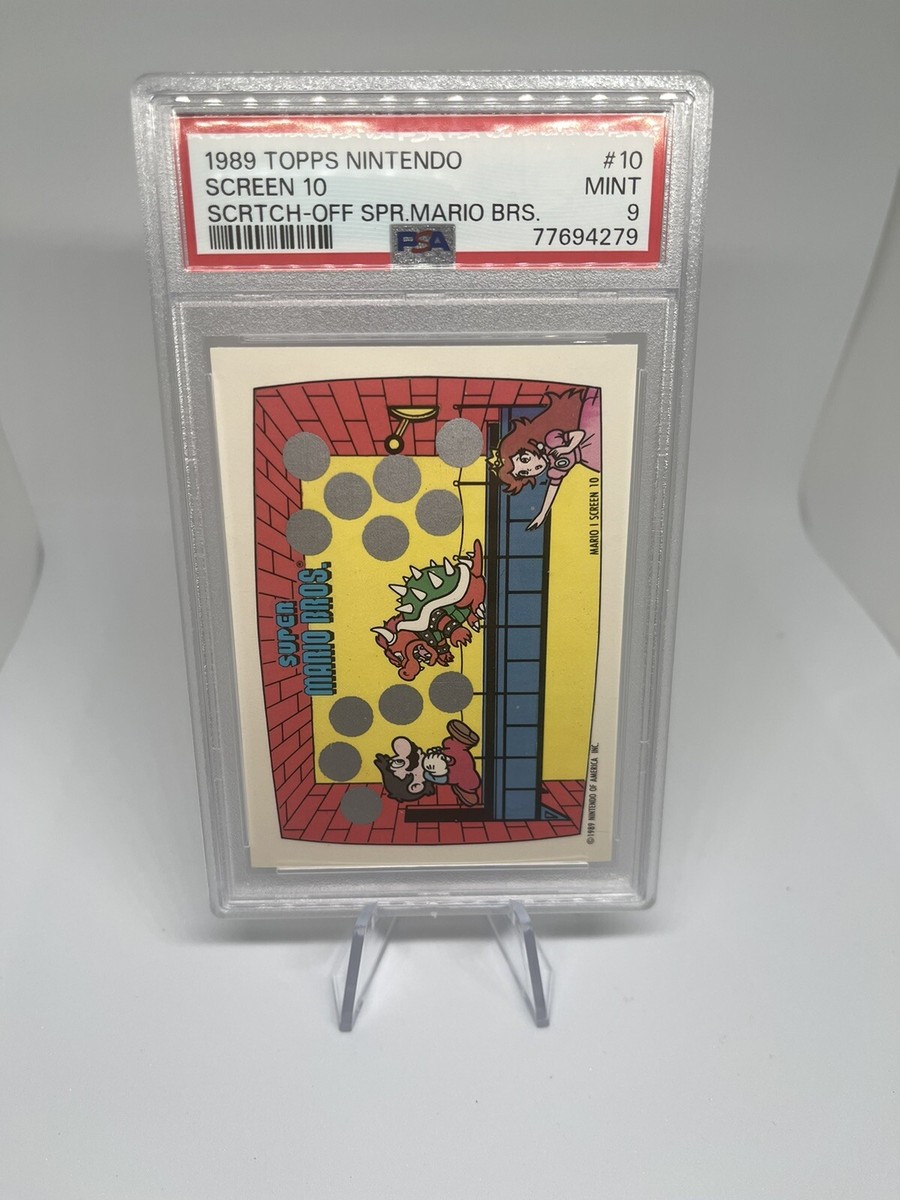 1989 TOPPS NINTENDO #10
SCREEN 10 MINT
SCRTCH-OFF SPR.MARIO BRS. 9
PSA 77694279
SUPER
MARIO BROS.®
MARIO I SCREEN 10
©1989 NINTENDO OF AMERICA INC.